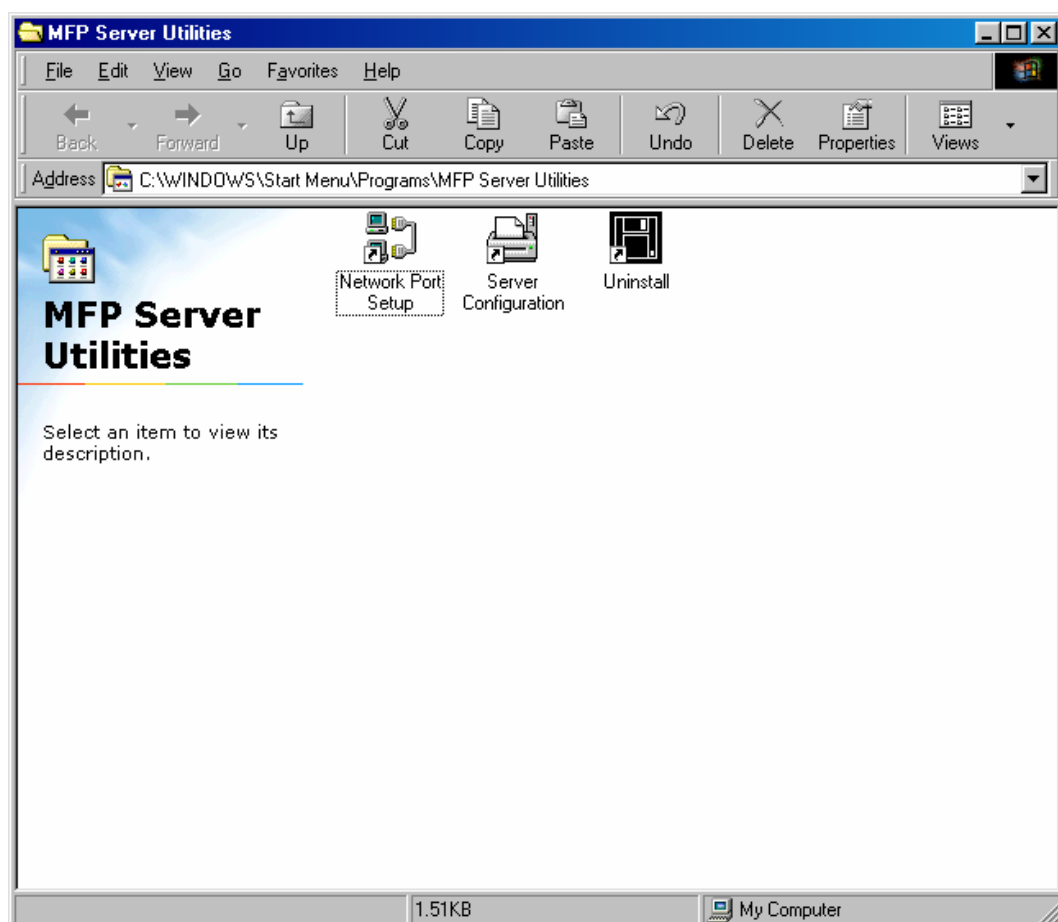 MFP Server Utilities
File Edit View Go Favorites Help
Back Forward Up Cut Copy Paste Undo Delete Properties Views
Address C:\WINDOWS\Start Menu\Programs\MFP Server Utilities
MFP Server
Utilities
Select an item to view its
description.
Network Port
Setup
Server
Configuration
Uninstall
1.51KB My Computer